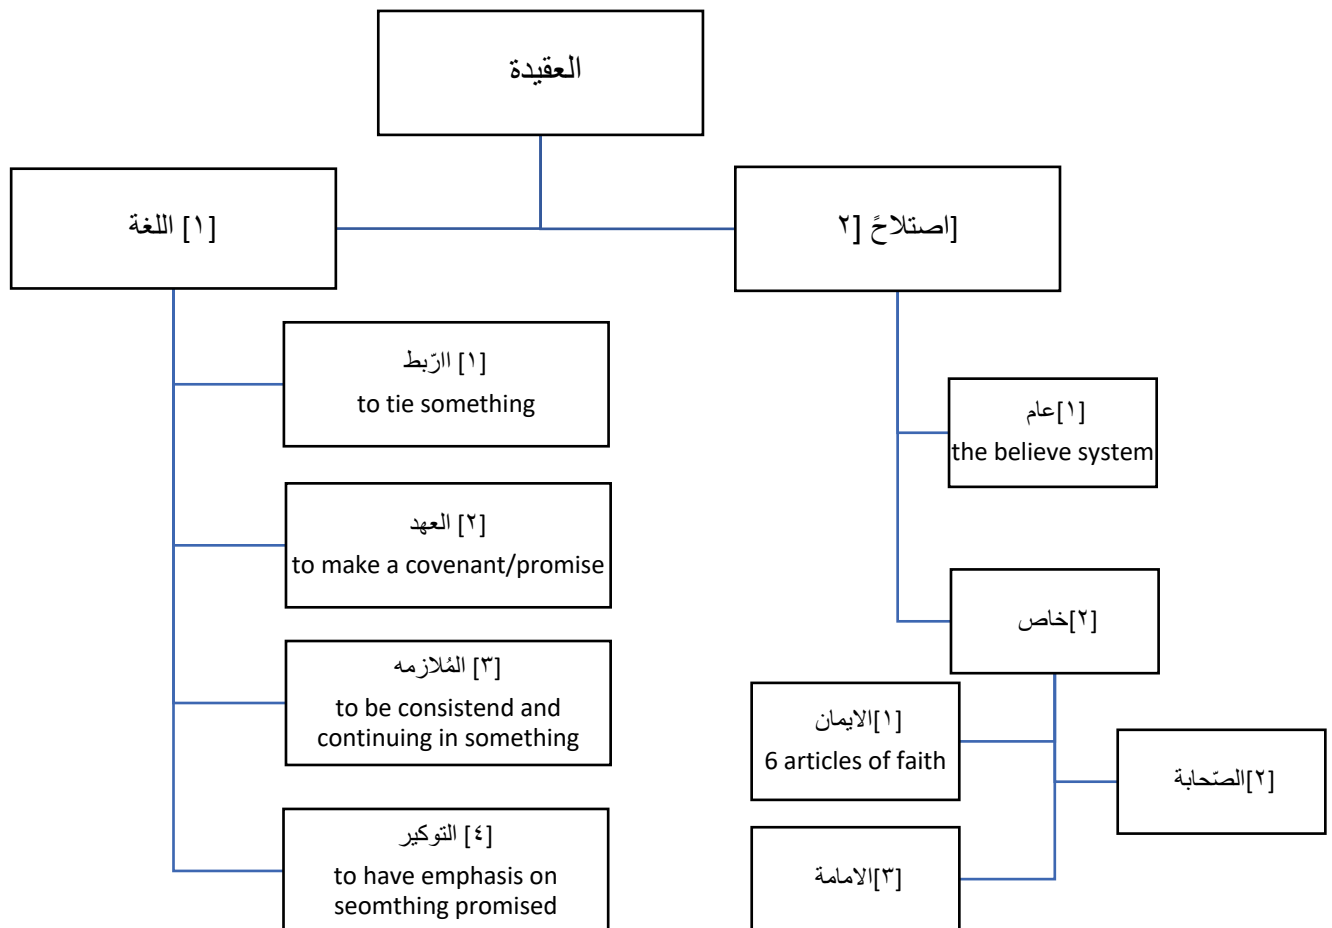 العقيدة
[١] اللغة
[اصتلاحً [٢
[١] اارّبط
to tie something
[٢] العهد
to make a covenant/promise
[٣] المُلازمه
to be consistend and
continuing in something
[٤] التوكير
to have emphasis on
seomthing promised
[١]عام
the believe system
[٢]خاص
[١]الايمان
6 articles of faith
[٢]الصّحابة
[٣]الامامة